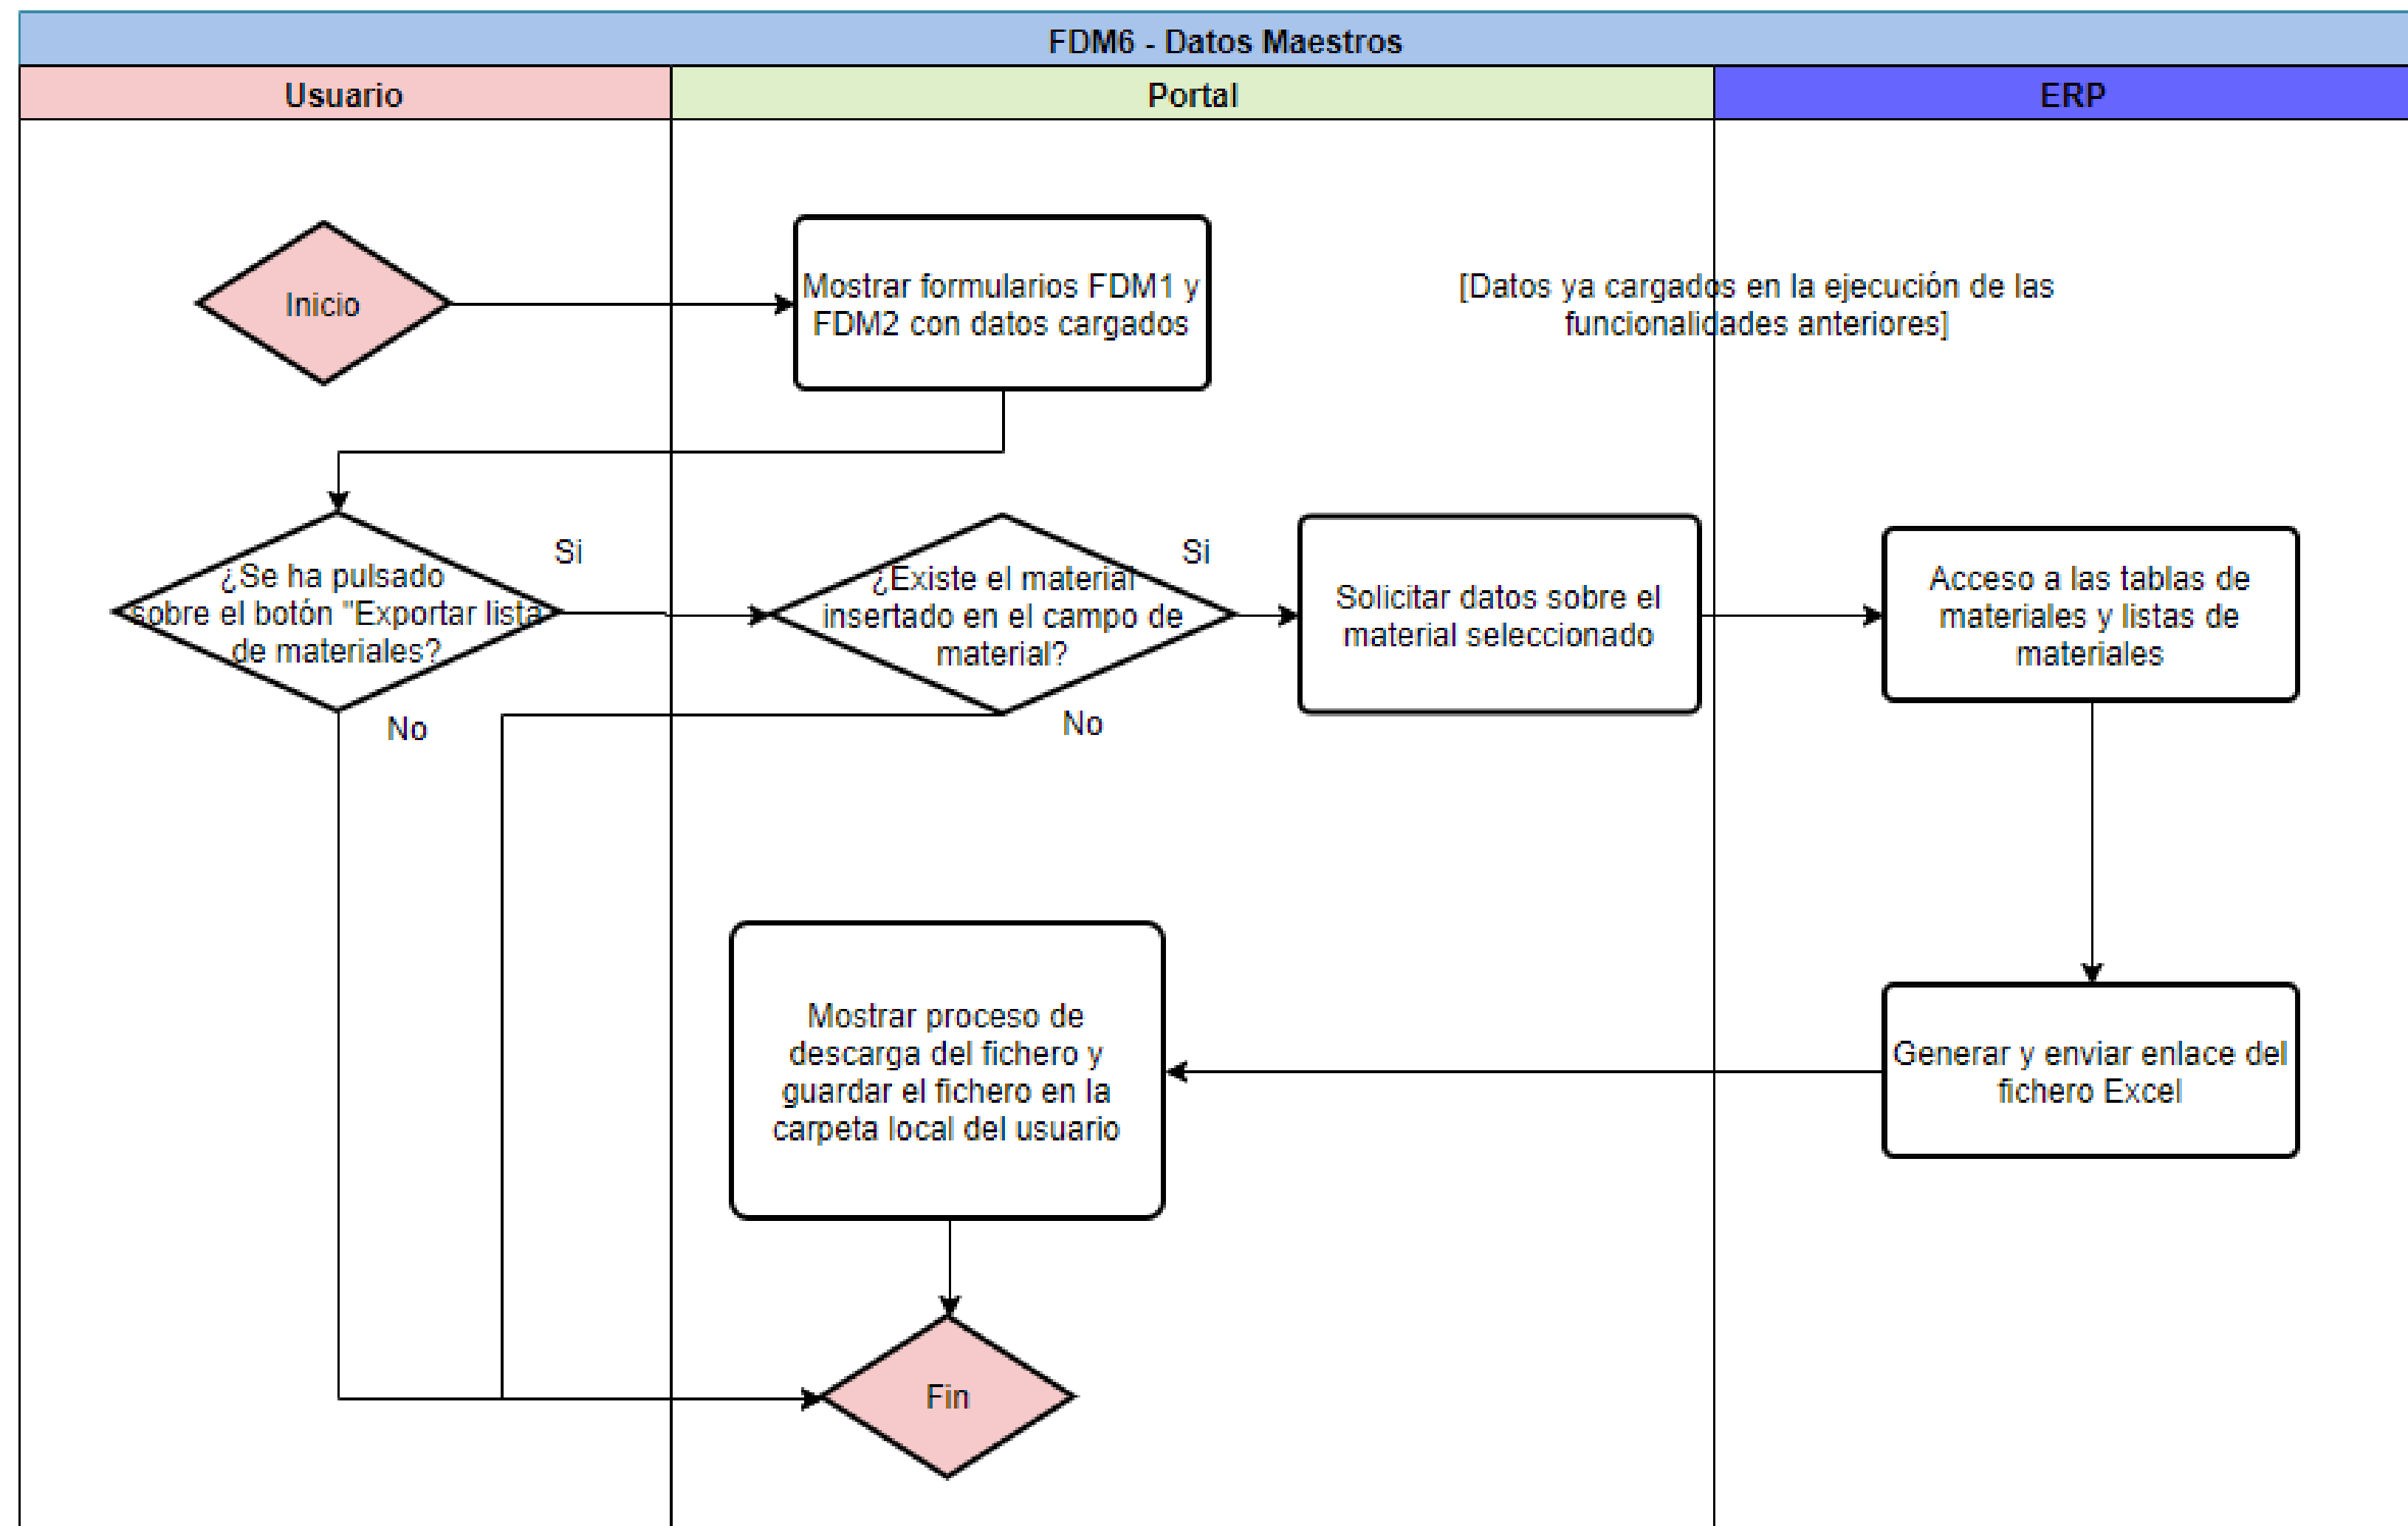 FDM6 - Datos Maestros
Usuario
Portal
ERP
Inicio
Mostrar formularios FDM1 y
FDM2 con datos cargados
[Datos ya cargados en la ejecución de las
funcionalidades anteriores]
¿Se ha pulsado
sobre el botón "Exportar lista
de materiales?
Si
No
¿Existe el material
insertado en el campo de
material?
Si
No
Solicitar datos sobre el
material seleccionado
Acceso a las tablas de
materiales y listas de
materiales
Mostrar proceso de
descarga del fichero y
guardar el fichero en la
carpeta local del usuario
Generar y enviar enlace del
fichero Excel
Fin